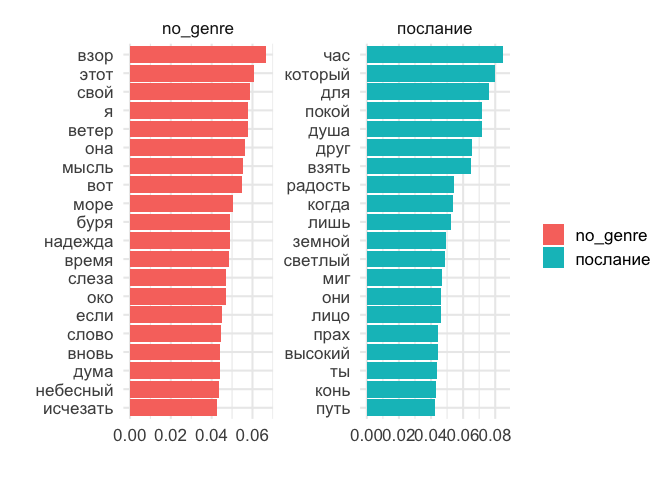 no_genre
взор
этот
свой
я
ветер
она
мысль
вот
море
буря
надежда
время
слеза
око
если
слово
вновь
дума
небесный
исчезать
0.00 0.02 0.04 0.06
послание
час
который
для
покой
душа
друг
взять
радость
когда
лишь
земной
светлый
миг
они
лицо
прах
высокий
ты
конь
путь
0.00 0.02 0.04 0.06 0.08
no_genre
послание